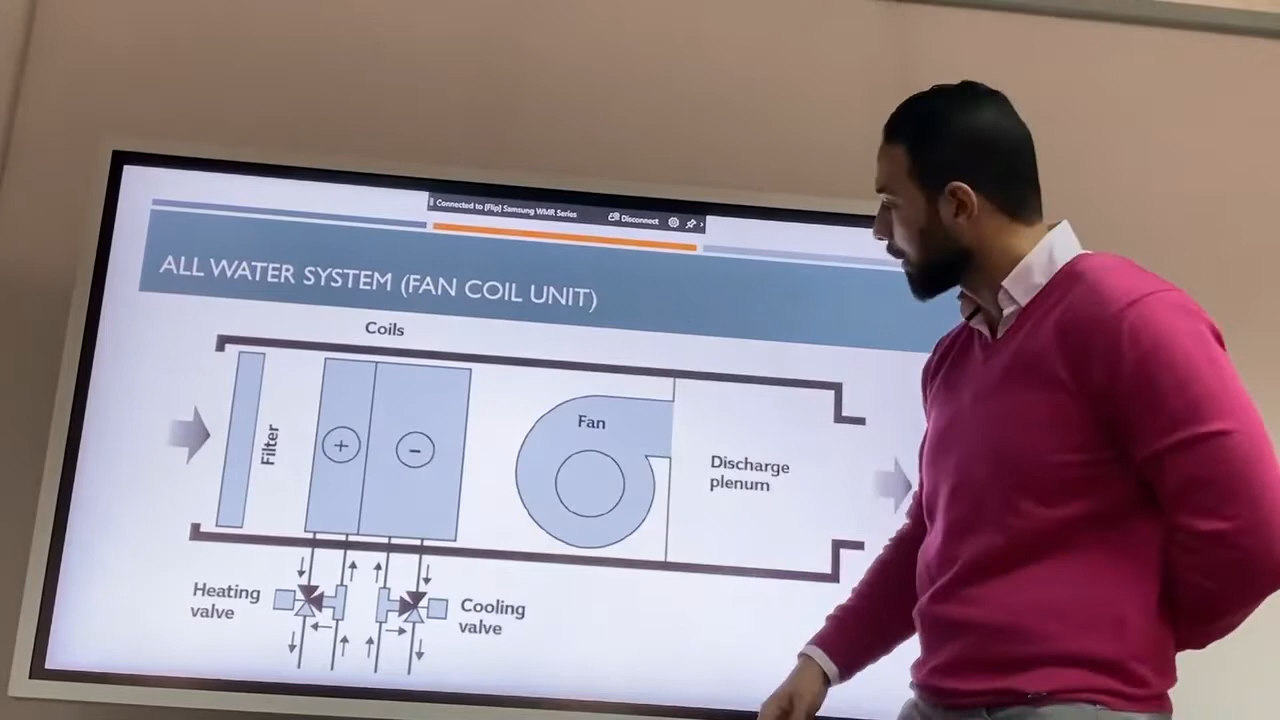 Connected to [Flip] Samsung WMR Series Disconnect
ALL WATER SYSTEM (FAN COIL UNIT)
Coils
Filter
+
−
Fan
Discharge
plenum
Heating
valve
Cooling
valve